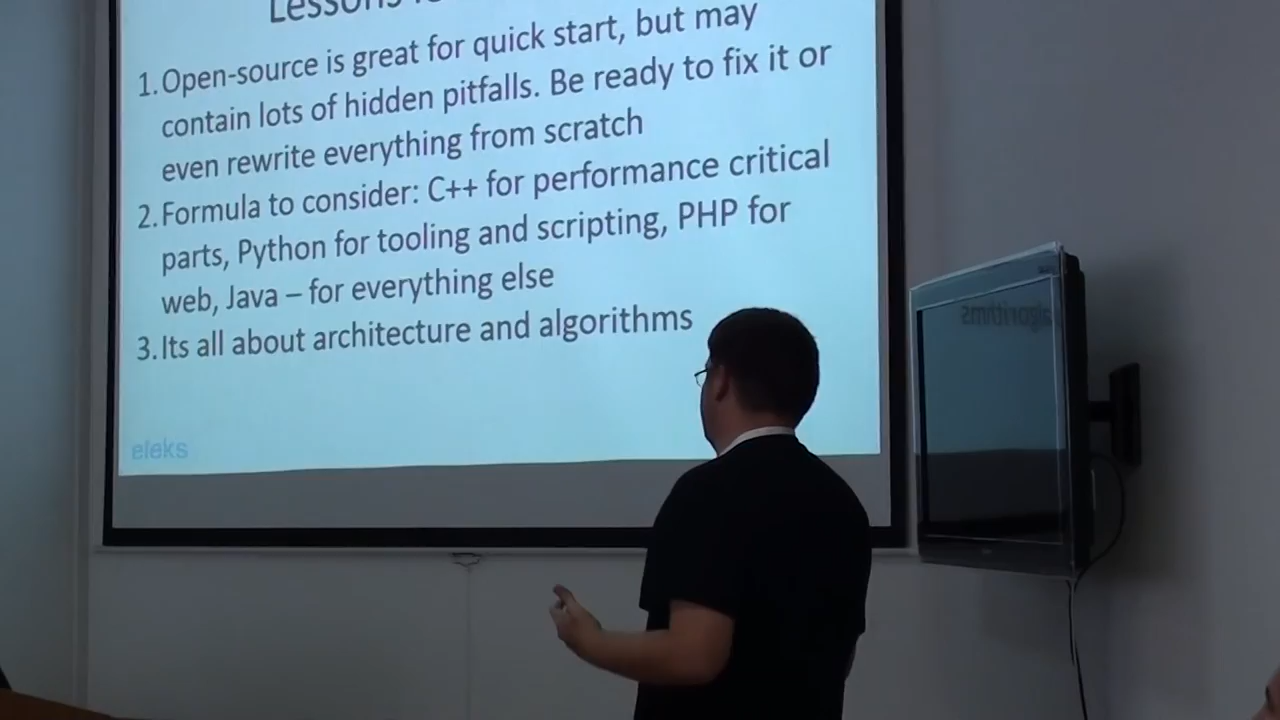 Lessons
1. Open-source is great for quick start, but may
contain lots of hidden pitfalls. Be ready to fix it or
even rewrite everything from scratch
2. Formula to consider: C++ for performance critical
parts, Python for tooling and scripting, PHP for
web, Java – for everything else
3. Its all about architecture and algorithms
eleks
algorithms